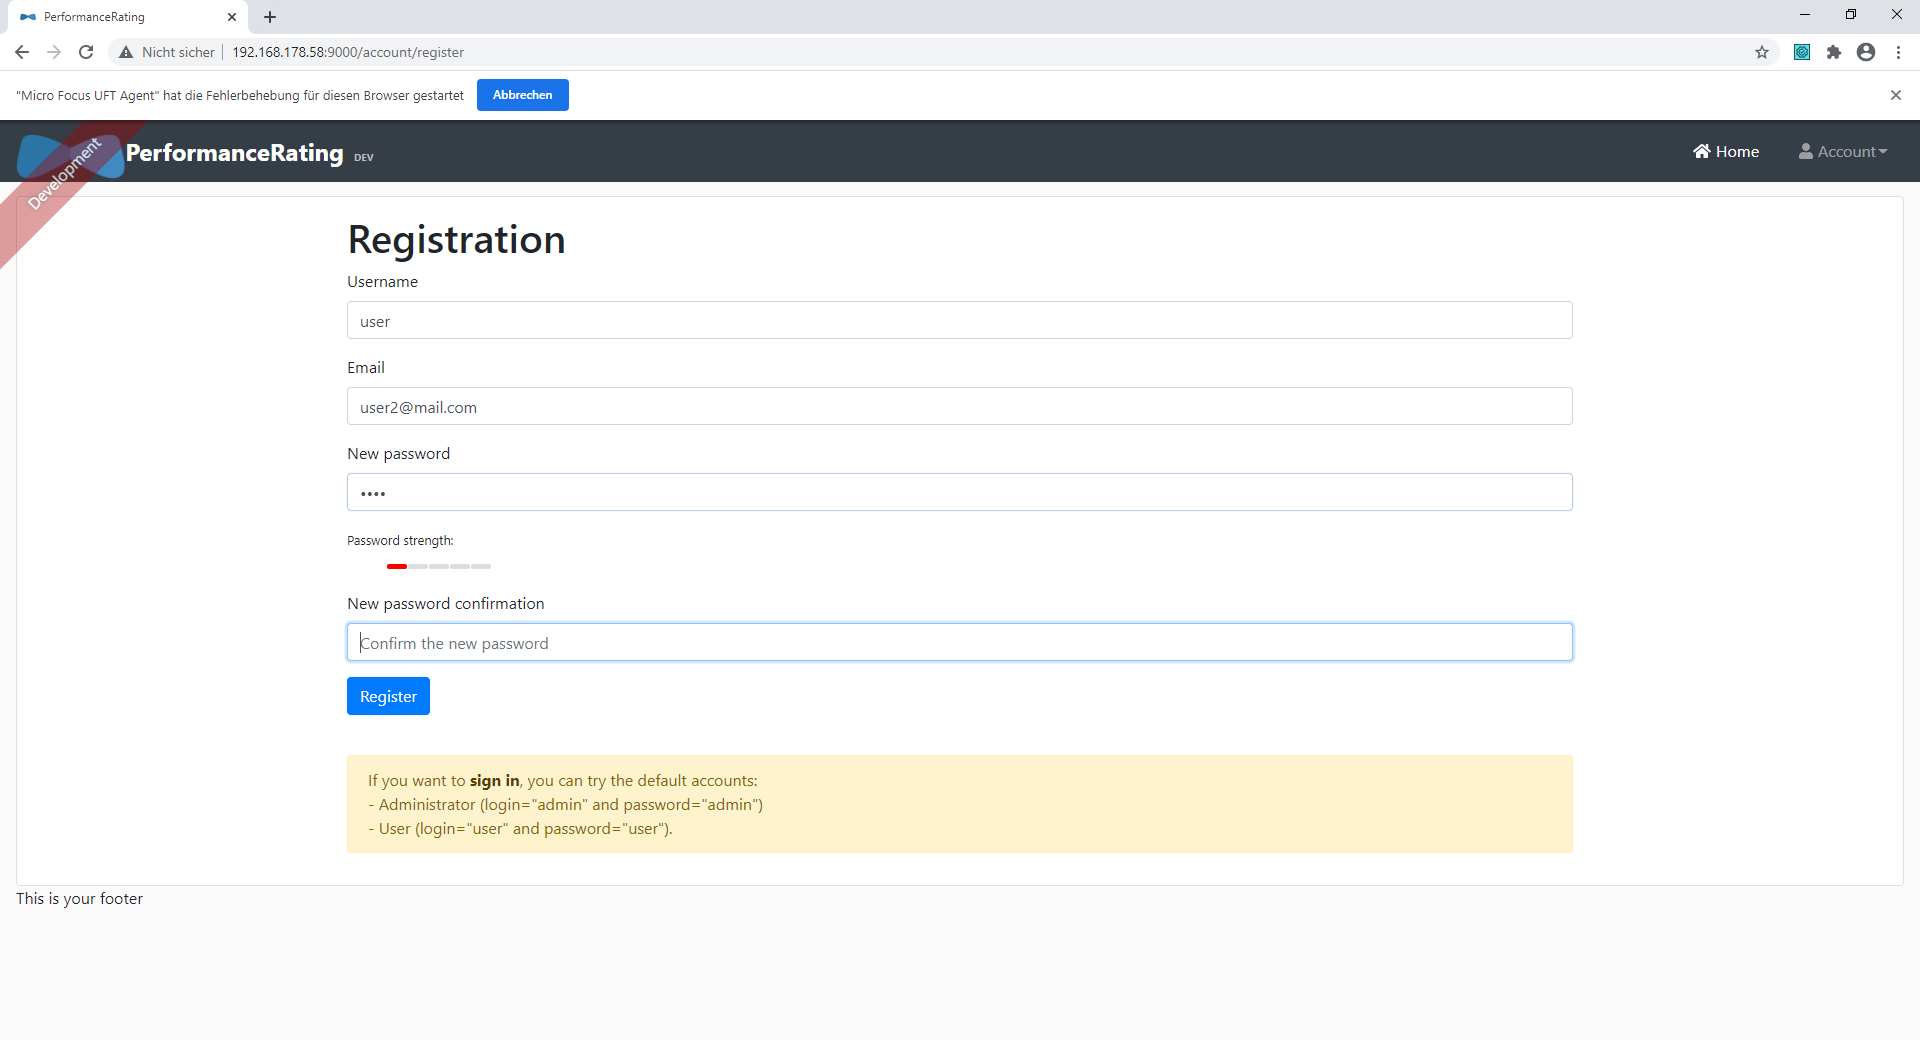 PerformanceRating
Nicht sicher
192.168.178.58:9000/account/register
"Micro Focus UFT Agent" hat die Fehlerbehebung für diesen Browser gestartet
Abbrechen
Development
PerformanceRating DEV
Home
Account
Registration
Username
user
Email
user2@mail.com
New password
••••
Password strength:
New password confirmation
Confirm the new password
Register
If you want to sign in, you can try the default accounts:
- Administrator (login="admin" and password="admin")
- User (login="user" and password="user").
This is your footer